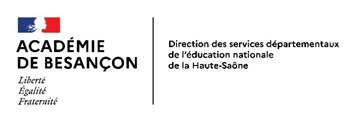 ACADÉMIE
DE BESANÇON
Liberté
Égalité
Fraternité
Direction des services départementaux
de l'éducation nationale
de la Haute-Saône